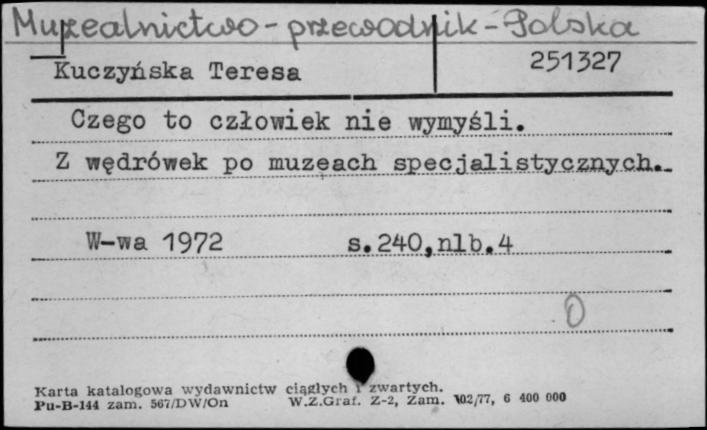 Muzealnictwo - przewodnik - Polska
Kuczyńska Teresa 251327
Czego to człowiek nie wymyśli.
Z wędrówek po muzeach specjalistycznych.
W-wa 1972 s.240,nlb.4
0
Karta katalogowa wydawnictw ciągłych i zwartych.
Pu-B-144 zam. 567/DW/On W.Z.Graf. Z-2, Zam. 102/77, 6 400 000